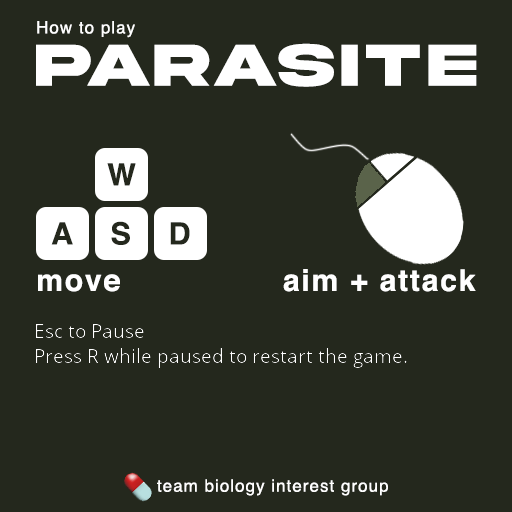 How to play
PARASITE
W
A S D
move
aim + attack
Esc to Pause
Press R while paused to restart the game.
team biology interest group